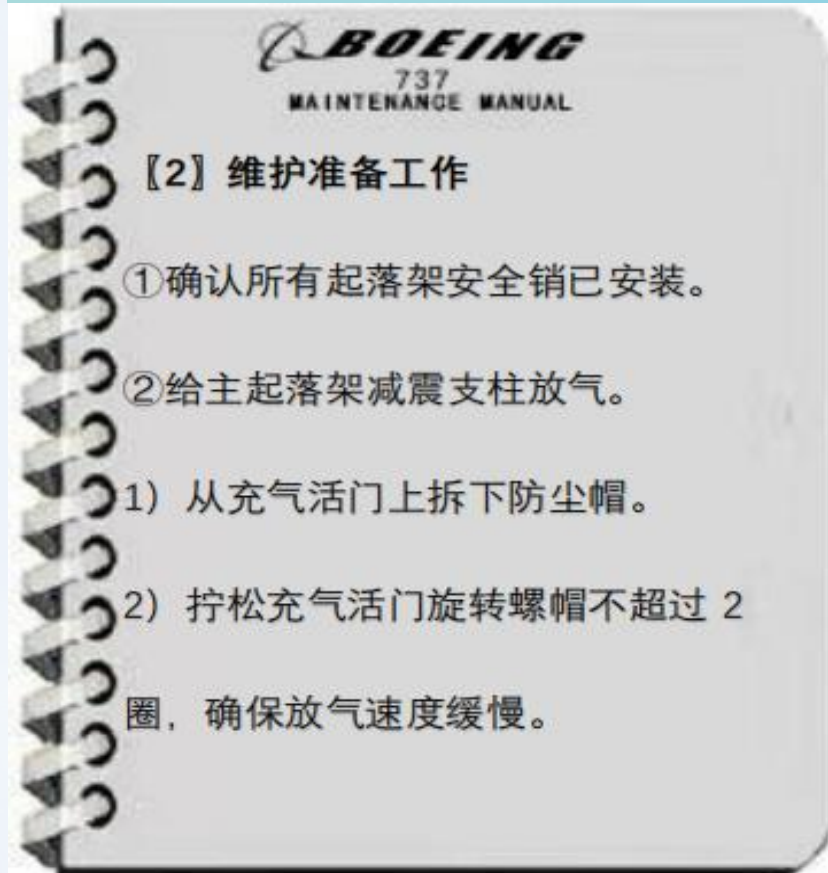 BOEING
737
MAINTENANCE MANUAL
〖2〗维护准备工作
①确认所有起落架安全销已安装。
②给主起落架减震支柱放气。
1）从充气活门上拆下防尘帽。
2）拧松充气活门旋转螺帽不超过 2
圈，确保放气速度缓慢。